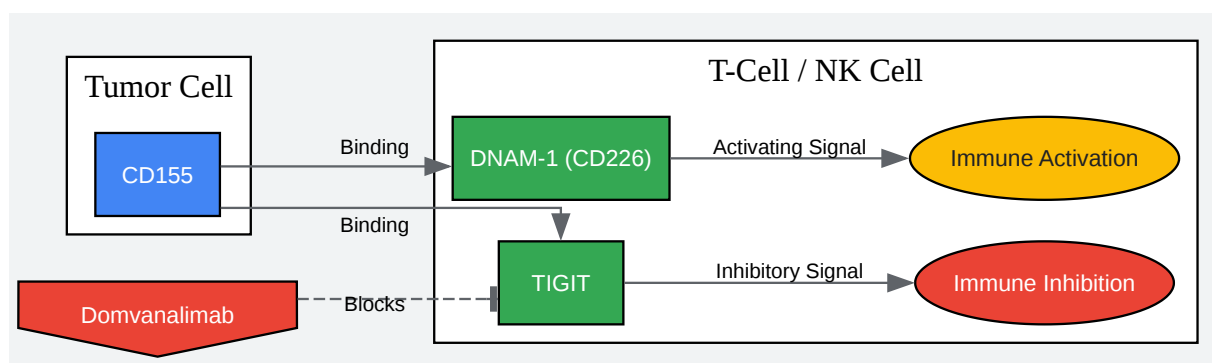 Tumor Cell
T-Cell / NK Cell
CD155
Binding
DNAM-1 (CD226)
Activating Signal
Immune Activation
Binding
TIGIT
Inhibitory Signal
Immune Inhibition
Domvanalimab
Blocks